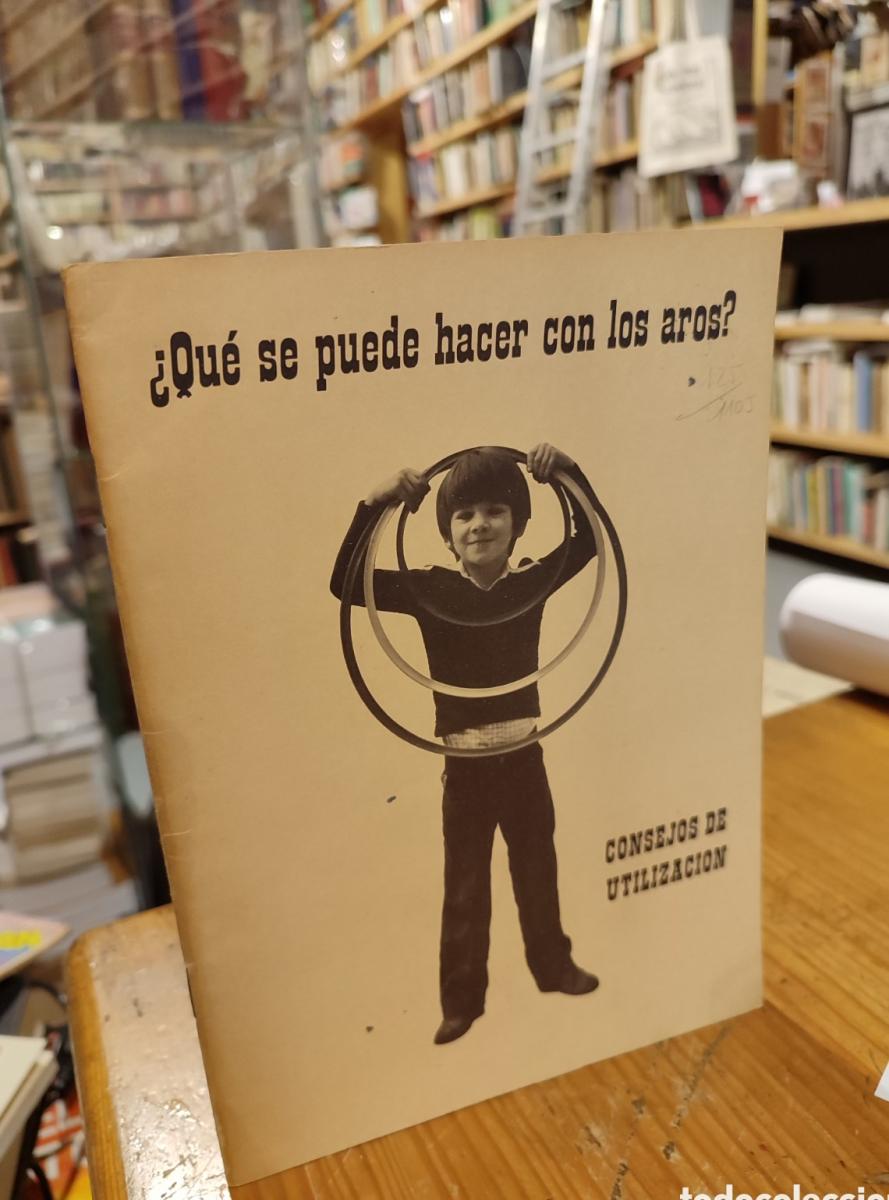 ¿Qué se puede hacer con los aros?
CONSEJOS DE
UTILIZACION